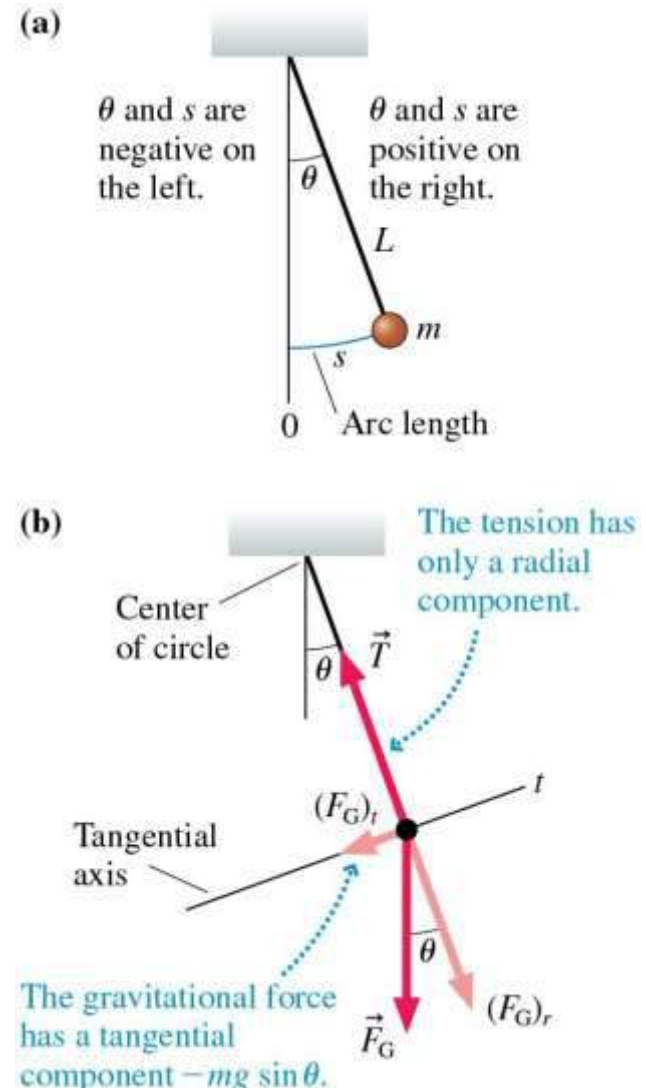 (a)
θ and s are
negative on
the left.
θ and s are
positive on
the right.
θ
L
m
s
0
Arc length
(b)
The tension has
only a radial
component.
Center
of circle
θ
T⃗
(F_G)_t
t
Tangential
axis
θ
The gravitational force
has a tangential
component −mg sin θ.
F⃗_G
(F_G)_r